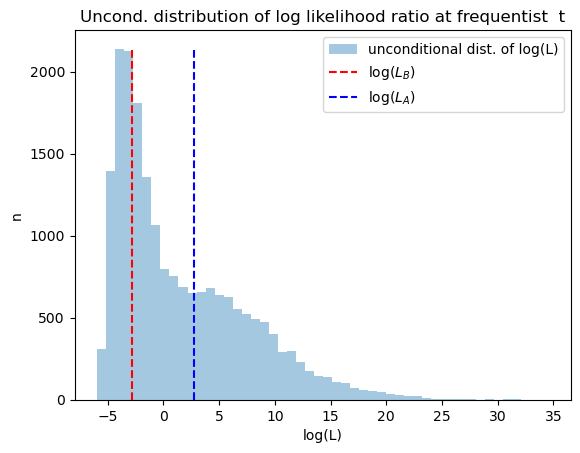 Uncond. distribution of log likelihood ratio at frequentist  t
unconditional dist. of log(L)
log(L_B)
log(L_A)
n
2000
1500
1000
500
0
−5 0 5 10 15 20 25 30 35
log(L)